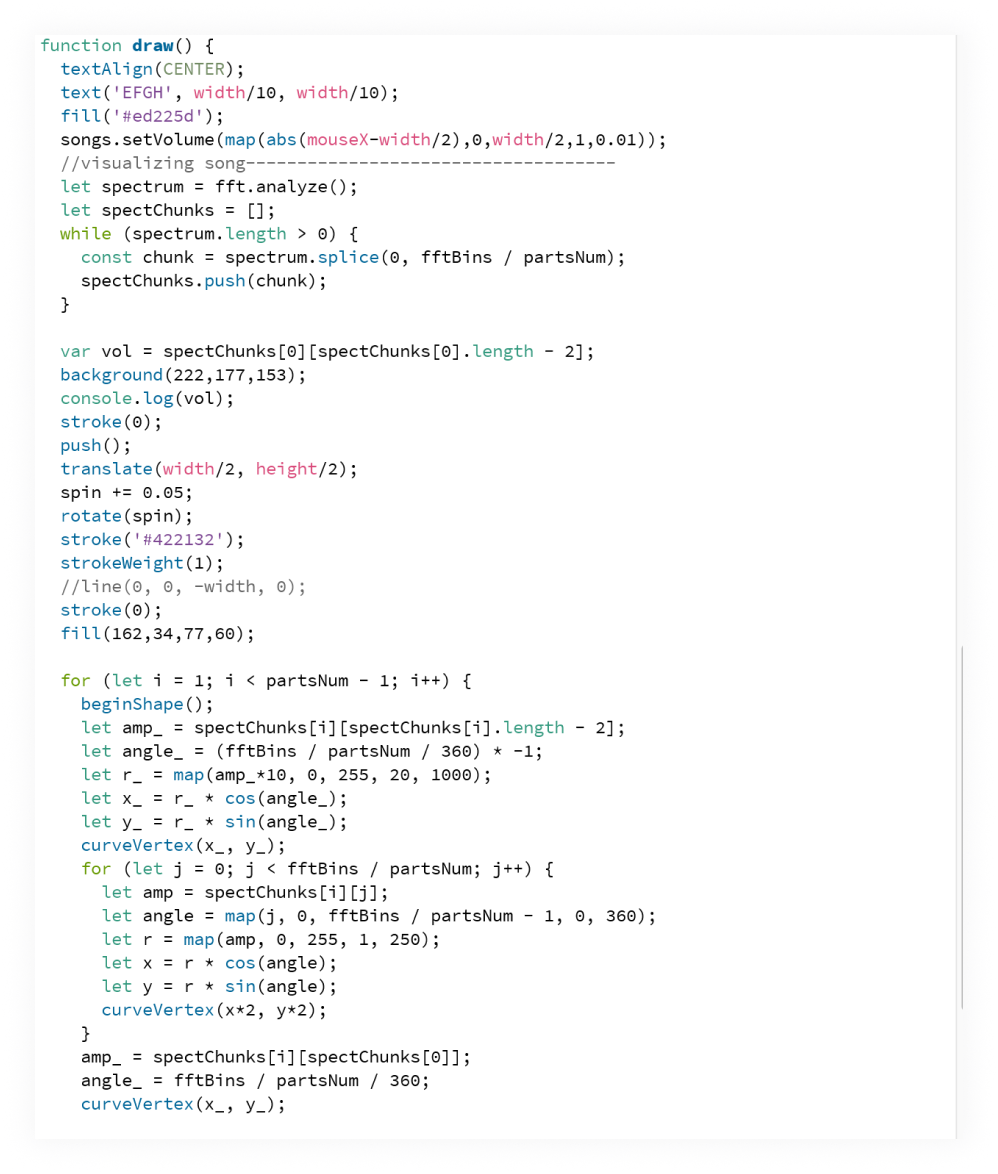 function draw() {
  textAlign(CENTER);
  text('EFGH', width/10, width/10);
  fill('#ed225d');
  songs.setVolume(map(abs(mouseX-width/2),0,width/2,1,0.01));
  //visualizing song------------------------------------
  let spectrum = fft.analyze();
  let spectChunks = [];
  while (spectrum.length > 0) {
    const chunk = spectrum.splice(0, fftBins / partsNum);
    spectChunks.push(chunk);
  }

  var vol = spectChunks[0][spectChunks[0].length - 2];
  background(222,177,153);
  console.log(vol);
  stroke(0);
  push();
  translate(width/2, height/2);
  spin += 0.05;
  rotate(spin);
  stroke('#422132');
  strokeWeight(1);
  //line(0, 0, -width, 0);
  stroke(0);
  fill(162,34,77,60);

  for (let i = 1; i < partsNum - 1; i++) {
    beginShape();
    let amp_ = spectChunks[i][spectChunks[i].length - 2];
    let angle_ = (fftBins / partsNum / 360) * -1;
    let r_ = map(amp_*10, 0, 255, 20, 1000);
    let x_ = r_ * cos(angle_);
    let y_ = r_ * sin(angle_);
    curveVertex(x_, y_);
    for (let j = 0; j < fftBins / partsNum; j++) {
      let amp = spectChunks[i][j];
      let angle = map(j, 0, fftBins / partsNum - 1, 0, 360);
      let r = map(amp, 0, 255, 1, 250);
      let x = r * cos(angle);
      let y = r * sin(angle);
      curveVertex(x*2, y*2);
    }
    amp_ = spectChunks[i][spectChunks[0]];
    angle_ = fftBins / partsNum / 360;
    curveVertex(x_, y_);